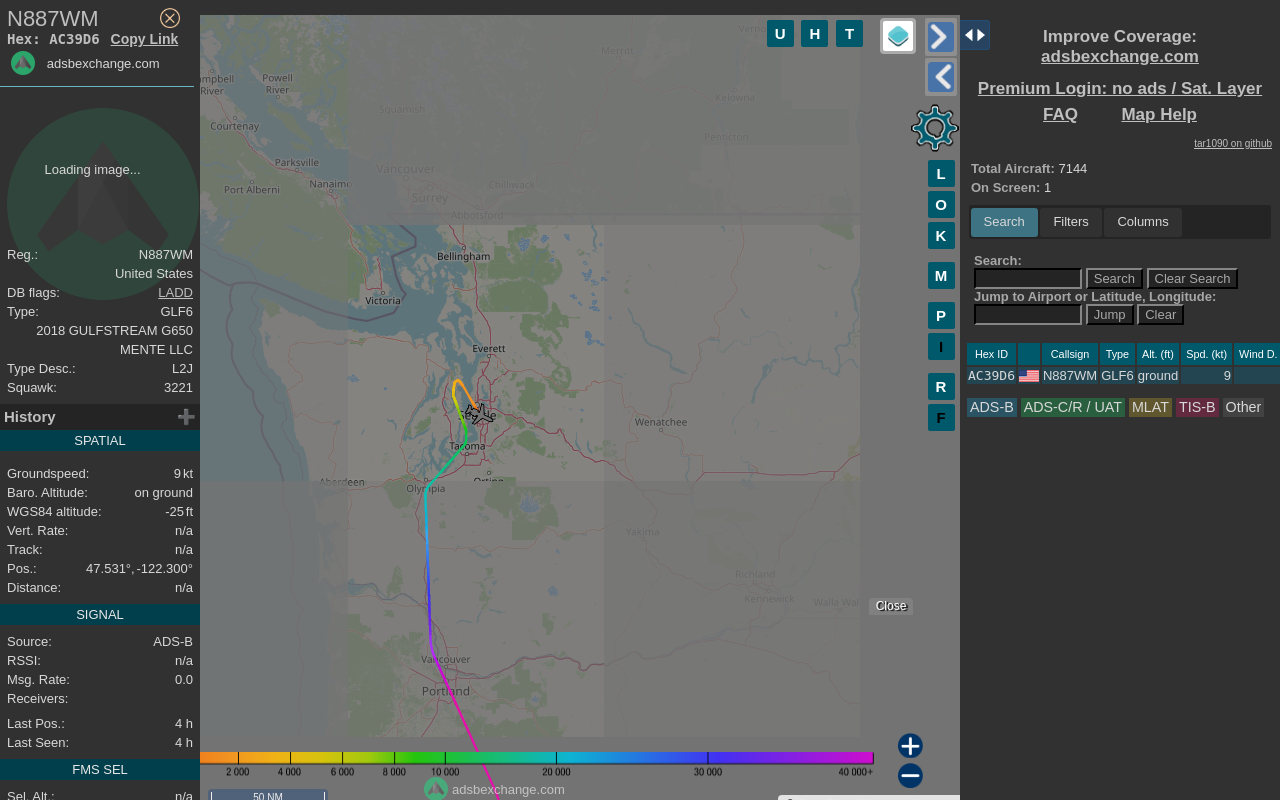 N887WM
Hex: AC39D6 Copy Link
adsbexchange.com
Loading image...
Reg.: N887WM
United States
DB flags: LADD
Type: GLF6
2018 GULFSTREAM G650
MENTE LLC
Type Desc.: L2J
Squawk: 3221
History
SPATIAL
Groundspeed: 9 kt
Baro. Altitude: on ground
WGS84 altitude: -25 ft
Vert. Rate: n/a
Track: n/a
Pos.: 47.531°, -122.300°
Distance: n/a
SIGNAL
Source: ADS-B
RSSI: n/a
Msg. Rate: 0.0
Receivers:
Last Pos.: 4 h
Last Seen: 4 h
FMS SEL
Sel. Alt.: n/a
U H T
L
O
K
M
P
I
R
F
Merritt
Powell
River
Campbell
River
Kelowna
Squamish
Courtenay
Penticton
Parksville
Vancouver
Nanaimo
Port Alberni
Chilliwack
Surrey
Abbotsford
Bellingham
Victoria
Everett
Wenatchee
Tacoma
Aberdeen
Orting
Olympia
Yakima
Richland
Kennewick
Walla Wal
Close
Vancouver
Portland
2 000 4 000 6 000 8 000 10 000 20 000 30 000 40 000+
adsbexchange.com
50 NM
Improve Coverage:
adsbexchange.com
Premium Login: no ads / Sat. Layer
FAQ Map Help
tar1090 on github
Total Aircraft: 7144
On Screen: 1
Search Filters Columns
Search:
Search Clear Search
Jump to Airport or Latitude, Longitude:
Jump Clear
Hex ID Callsign Type Alt. (ft) Spd. (kt) Wind D.
AC39D6 N887WM GLF6 ground 9
ADS-B ADS-C/R / UAT MLAT TIS-B Other